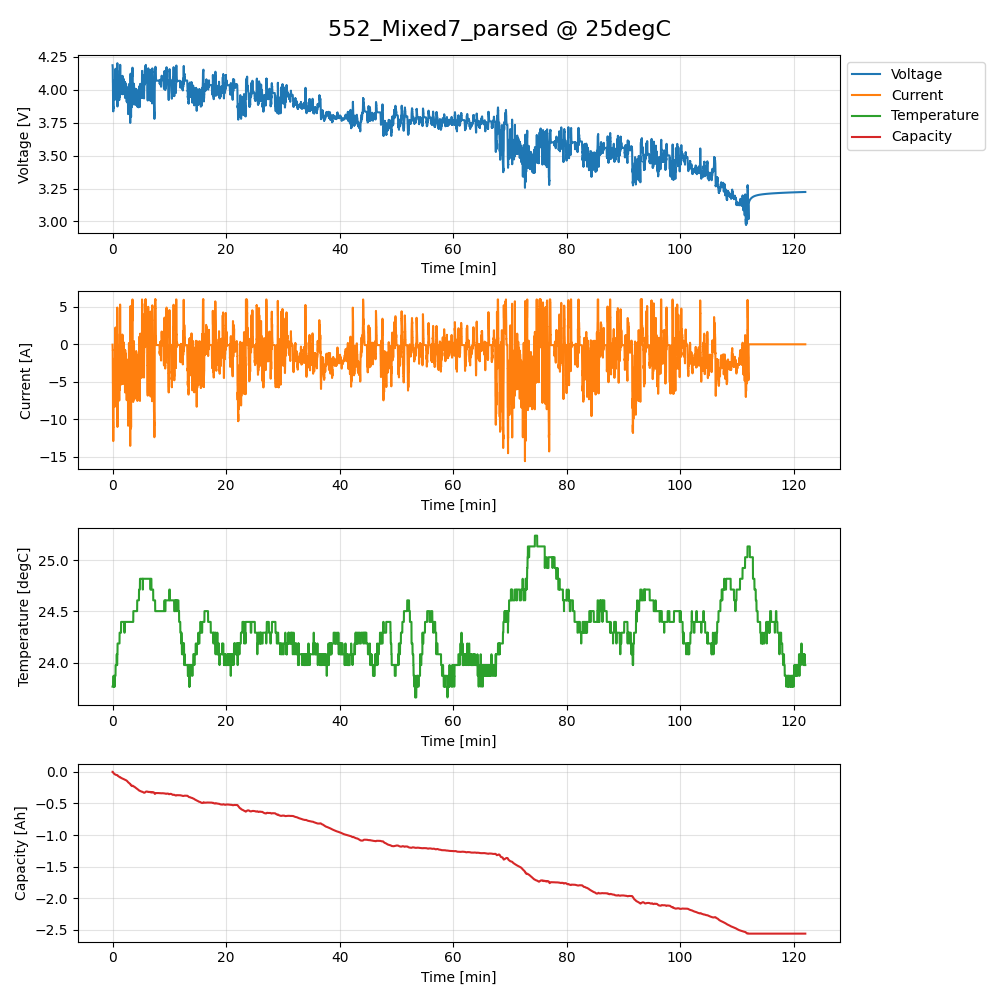 552_Mixed7_parsed @ 25degC
Voltage [V]
4.25
4.00
3.75
3.50
3.25
3.00
0 20 40 60 80 100 120
Time [min]
Voltage
Current
Temperature
Capacity
Current [A]
5
0
−5
−10
−15
0 20 40 60 80 100 120
Time [min]
Temperature [degC]
25.0
24.5
24.0
0 20 40 60 80 100 120
Time [min]
Capacity [Ah]
0.0
−0.5
−1.0
−1.5
−2.0
−2.5
0 20 40 60 80 100 120
Time [min]